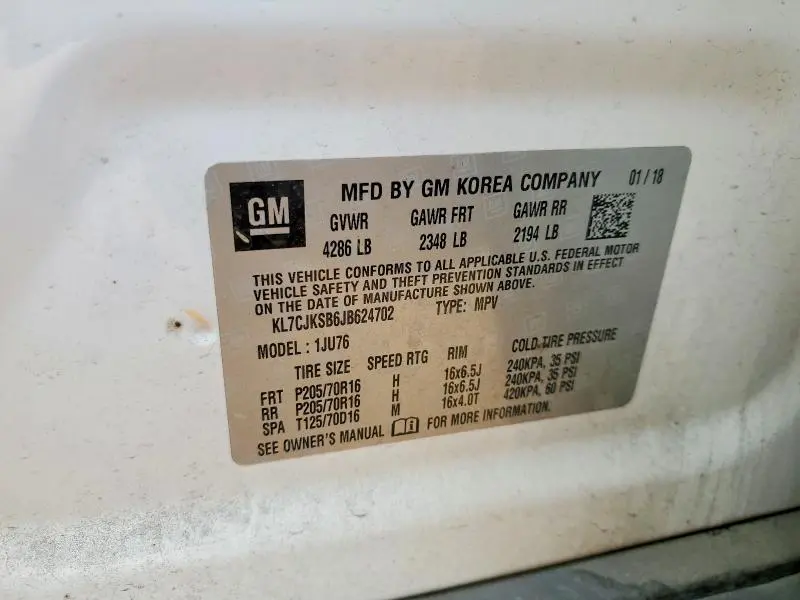 GM
MFD BY GM KOREA COMPANY 01 / 18
GVWR GAWR FRT GAWR RR
4286 LB 2348 LB 2194 LB
THIS VEHICLE CONFORMS TO ALL APPLICABLE U.S. FEDERAL MOTOR
VEHICLE SAFETY AND THEFT PREVENTION STANDARDS IN EFFECT
ON THE DATE OF MANUFACTURE SHOWN ABOVE.
KL7CJKSB6JB624702 TYPE: MPV
MODEL : 1JU76
TIRE SIZE SPEED RTG RIM COLD TIRE PRESSURE
FRT P205/70R16 H 16x6.5J 240KPA, 35 PSI
RR P205/70R16 H 16x6.5J 240KPA, 35 PSI
SPA T125/70D16 M 16x4.0T 420KPA, 60 PSI
SEE OWNER'S MANUAL FOR MORE INFORMATION.